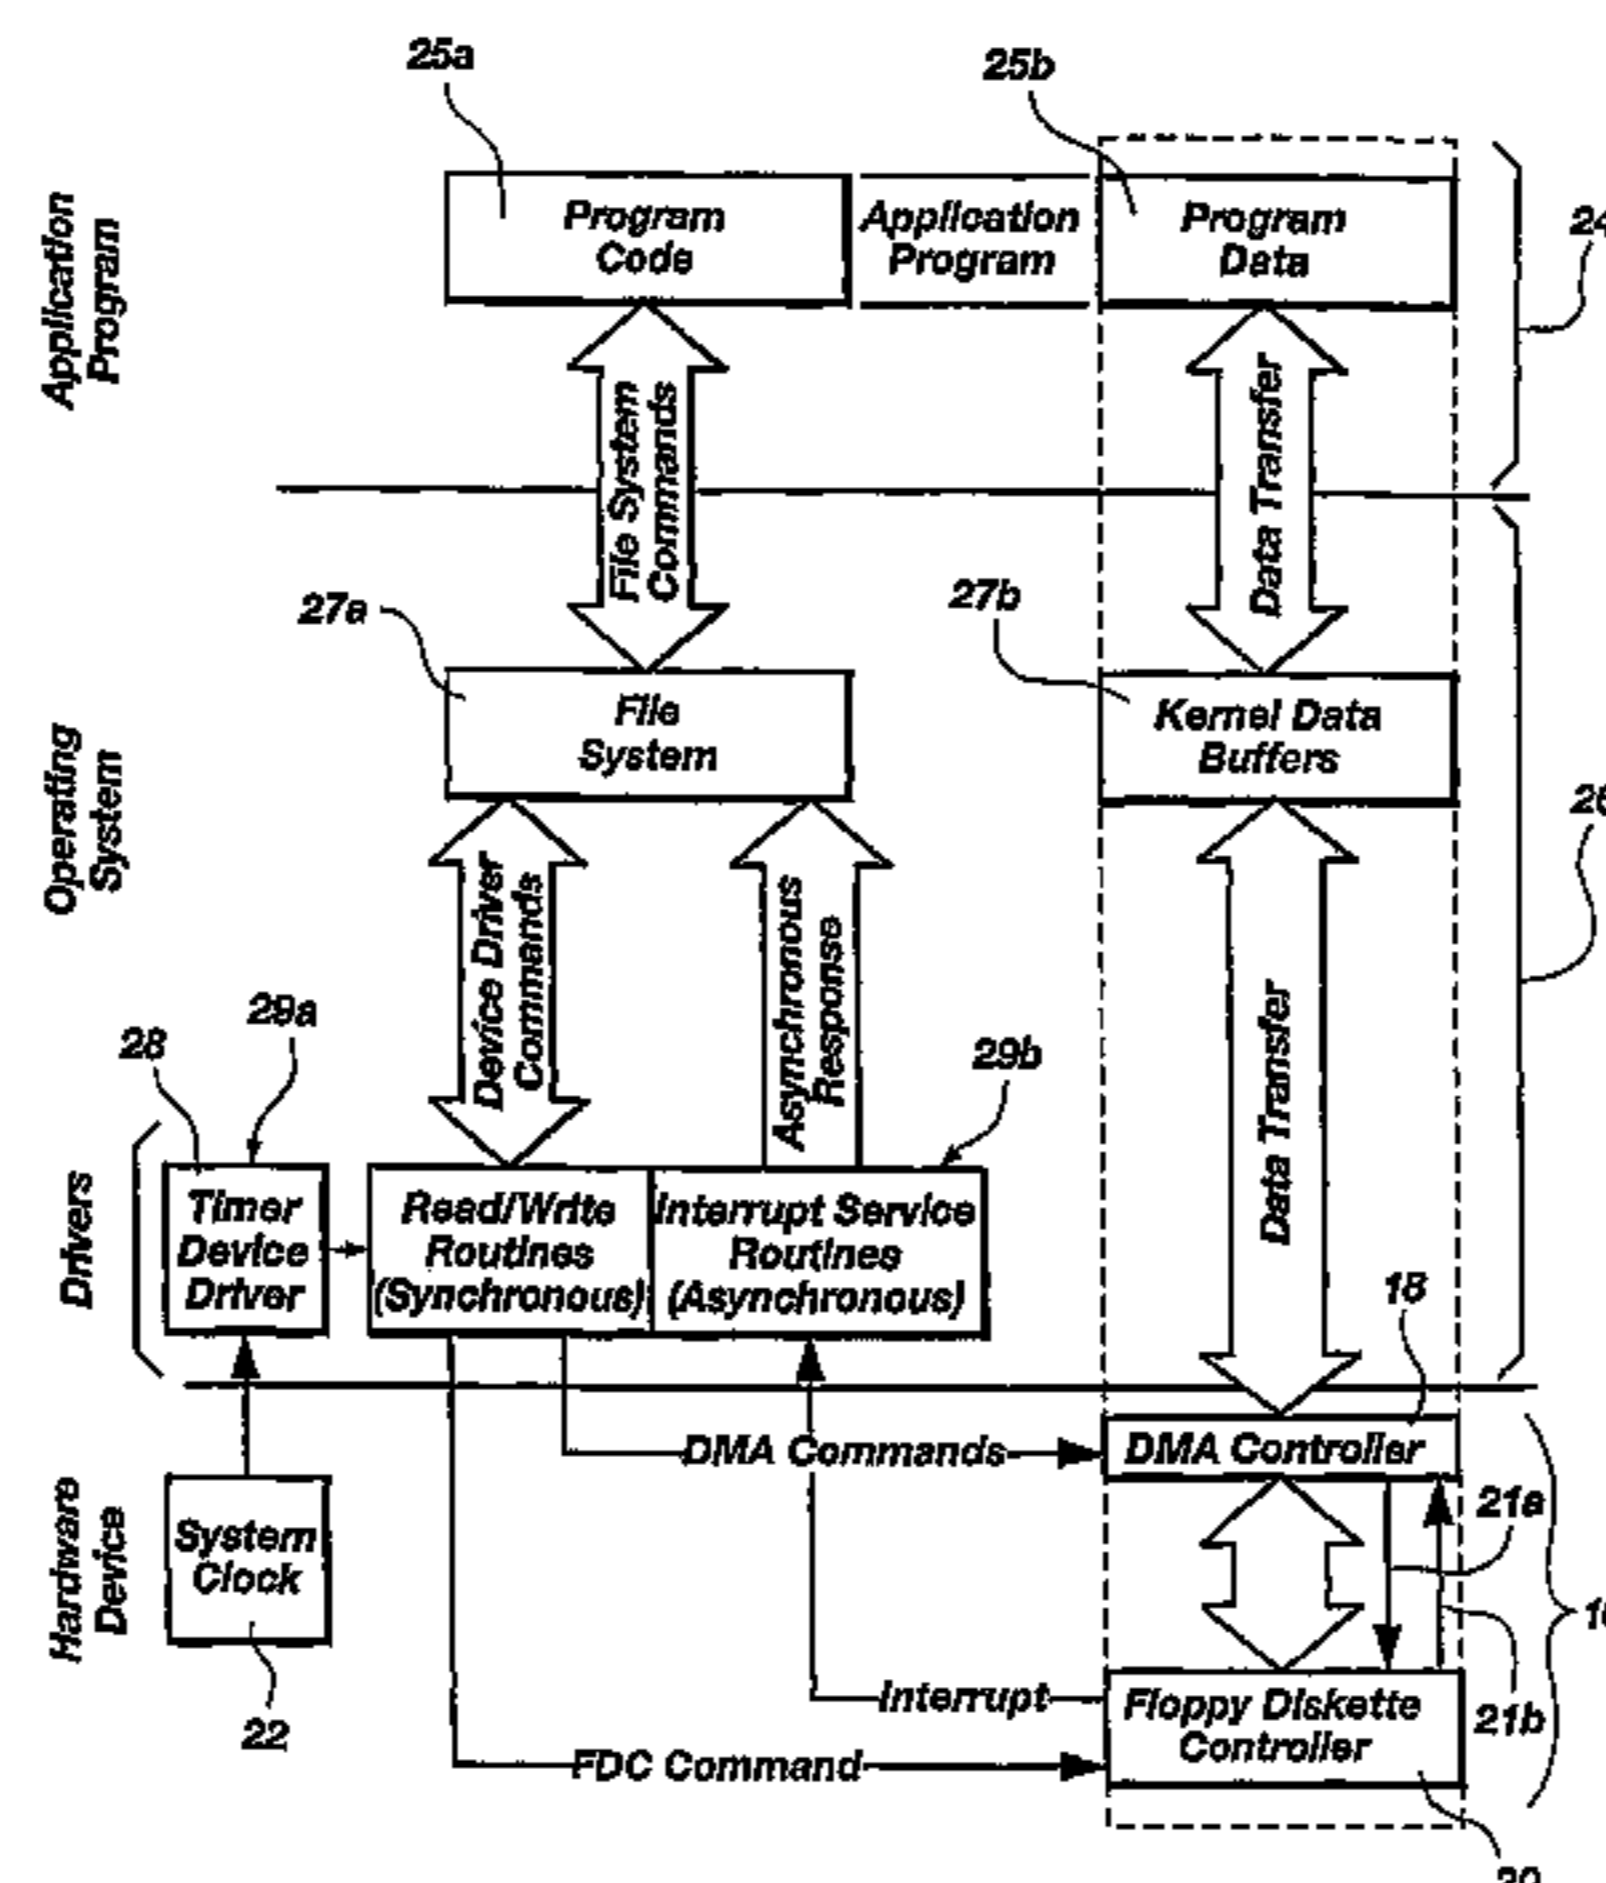 25a
25b
Application
Program
Program
Code
Application
Program
Program
Data
File System
Commands
Data Transfer
27a
27b
File
System
Kernel Data
Buffers
Operating
System
Device Driver
Commands
Asynchronous
Response
Data Transfer
28
29a
29b
Drivers
Timer
Device
Driver
Read/Write
Routines
(Synchronous)
Interrupt Service
Routines
(Asynchronous)
18
DMA Commands
DMA Controller
Hardware
Device
System
Clock
22
21a
21b
Interrupt
Floppy Diskette
Controller
FDC Command